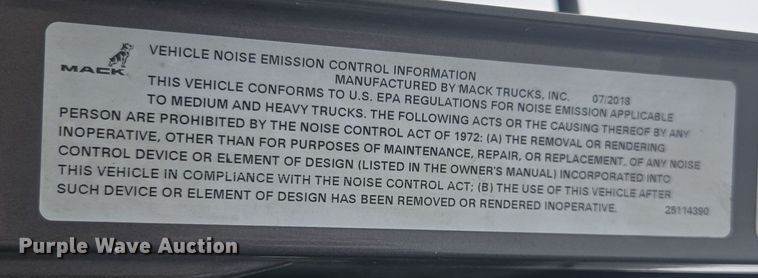 MACK
VEHICLE NOISE EMISSION CONTROL INFORMATION
MANUFACTURED BY MACK TRUCKS, INC. 07/2018
THIS VEHICLE CONFORMS TO U.S. EPA REGULATIONS FOR NOISE EMISSION APPLICABLE
TO MEDIUM AND HEAVY TRUCKS. THE FOLLOWING ACTS OR THE CAUSING THEREOF BY ANY
PERSON ARE PROHIBITED BY THE NOISE CONTROL ACT OF 1972: (A) THE REMOVAL OR RENDERING
INOPERATIVE, OTHER THAN FOR PURPOSES OF MAINTENANCE, REPAIR, OR REPLACEMENT, OF ANY NOISE
CONTROL DEVICE OR ELEMENT OF DESIGN (LISTED IN THE OWNER'S MANUAL) INCORPORATED INTO
THIS VEHICLE IN COMPLIANCE WITH THE NOISE CONTROL ACT; (B) THE USE OF THIS VEHICLE AFTER
SUCH DEVICE OR ELEMENT OF DESIGN HAS BEEN REMOVED OR RENDERED INOPERATIVE. 25114390
Purple Wave Auction